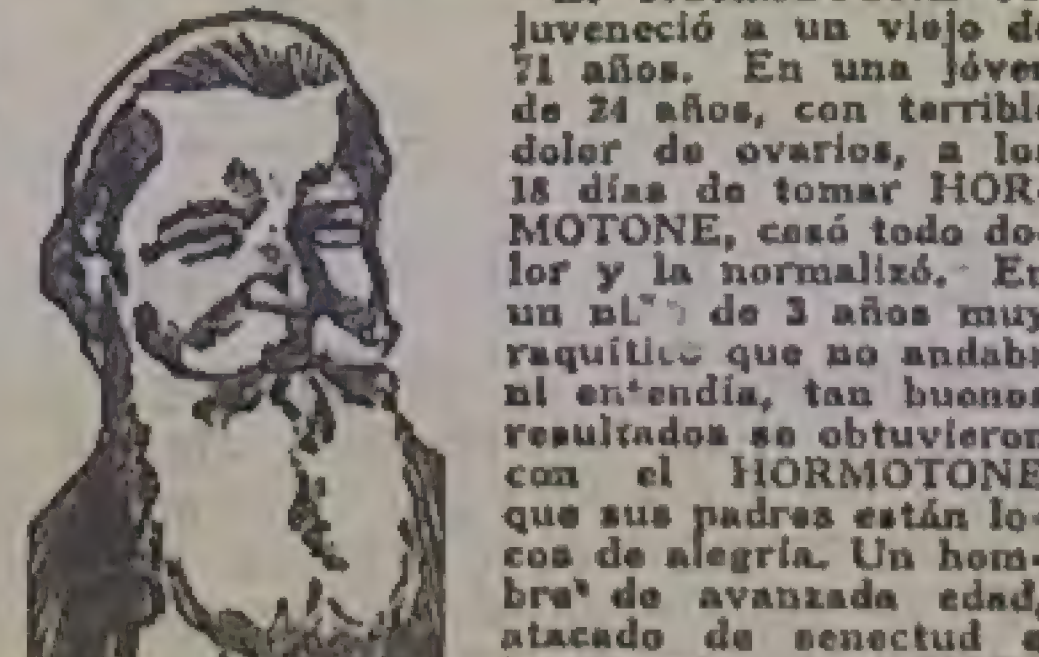 juveneció a un viejo de
71 años. En una jóven
de 24 años, con terrible
dolor de ovarios, a los
18 días de tomar HOR-
MOTONE, cesó todo do-
lor y la normalizó. En
un de 3 años muy
raquítico que no andaba
ni entendía, tan buenos
resultados se obtuvieron
con el HORMOTONE
que sus padres están lo-
cos de alegría. Un hom-
bre de avanzada edad,
atacado de senectud